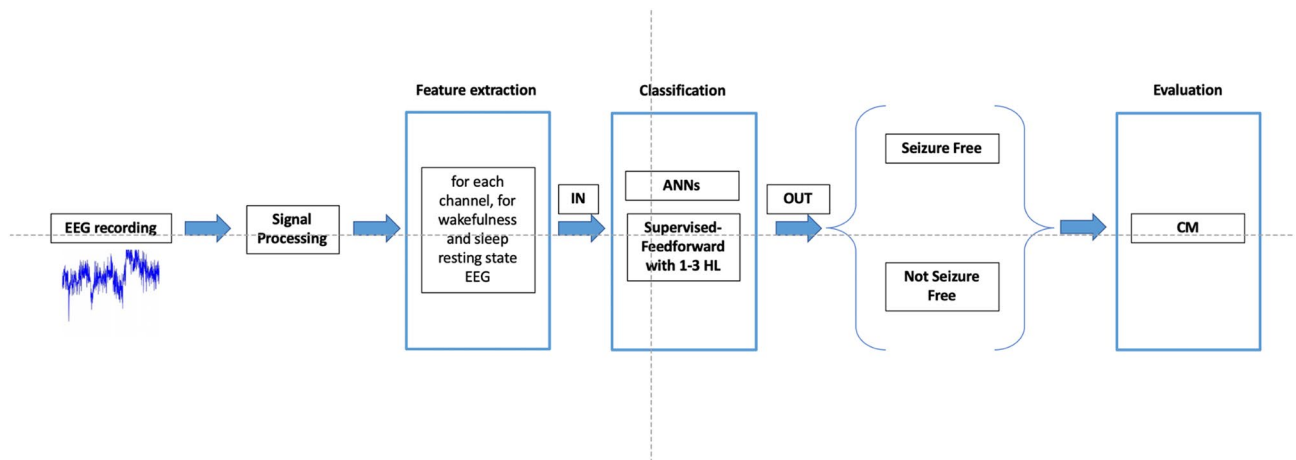 Feature extraction
Classification
Evaluation
EEG recording
Signal
Processing
for each
channel, for
wakefulness
and sleep
resting state
EEG
IN
ANNs
Supervised-
Feedforward
with 1-3 HL
OUT
Seizure Free
Not Seizure
Free
CM